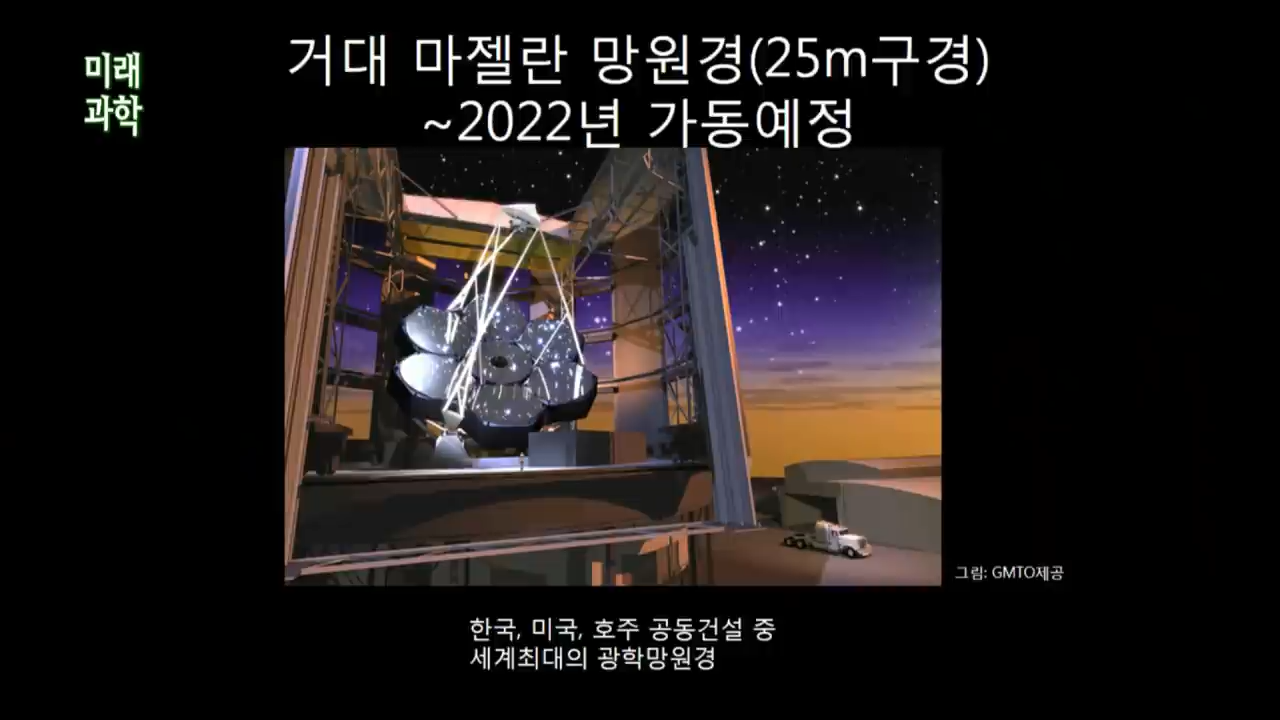 미래
과학
거대 마젤란 망원경(25m구경)
~2022년 가동예정
그림: GMTO제공
한국, 미국, 호주 공동건설 중
세계최대의 광학망원경